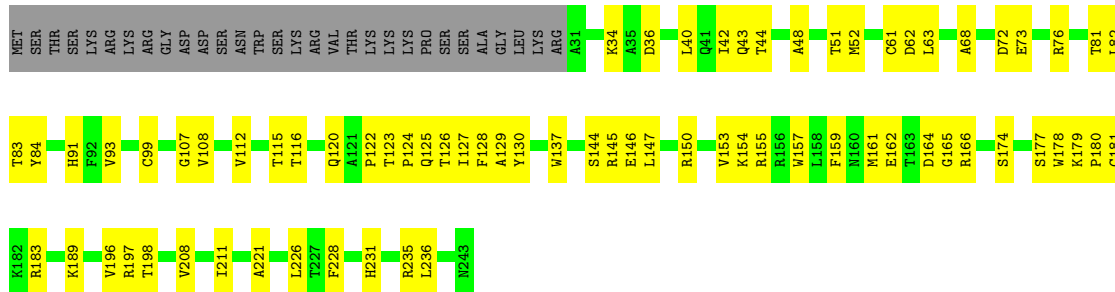 MET SER THR SER LYS ARG LYS ARG GLY ASP ASP SER ASN TRP SER LYS ARG VAL THR LYS LYS LYS PRO SER SER ALA GLY LEU LYS ARG A31 K34 A35 D36 L40 Q41 I42 Q43 T44 A48 T51 M52 C61 D62 L63 A68 D72 E73 R76 T81
T83 Y84 H91 F92 V93 C99 G107 V108 V112 T115 T116 Q120 A121 P122 T123 P124 Q125 T126 I127 F128 A129 Y130 W137 S144 R145 E146 L147 R150 V153 K154 R155 R156 W157 L158 F159 N160 M161 E162 T163 D164 G165 R166 S174 S177 W178 K179 P180
K182 R183 K189 V196 R197 T198 V208 I211 A221 L226 T227 F228 H231 R235 L236 N243